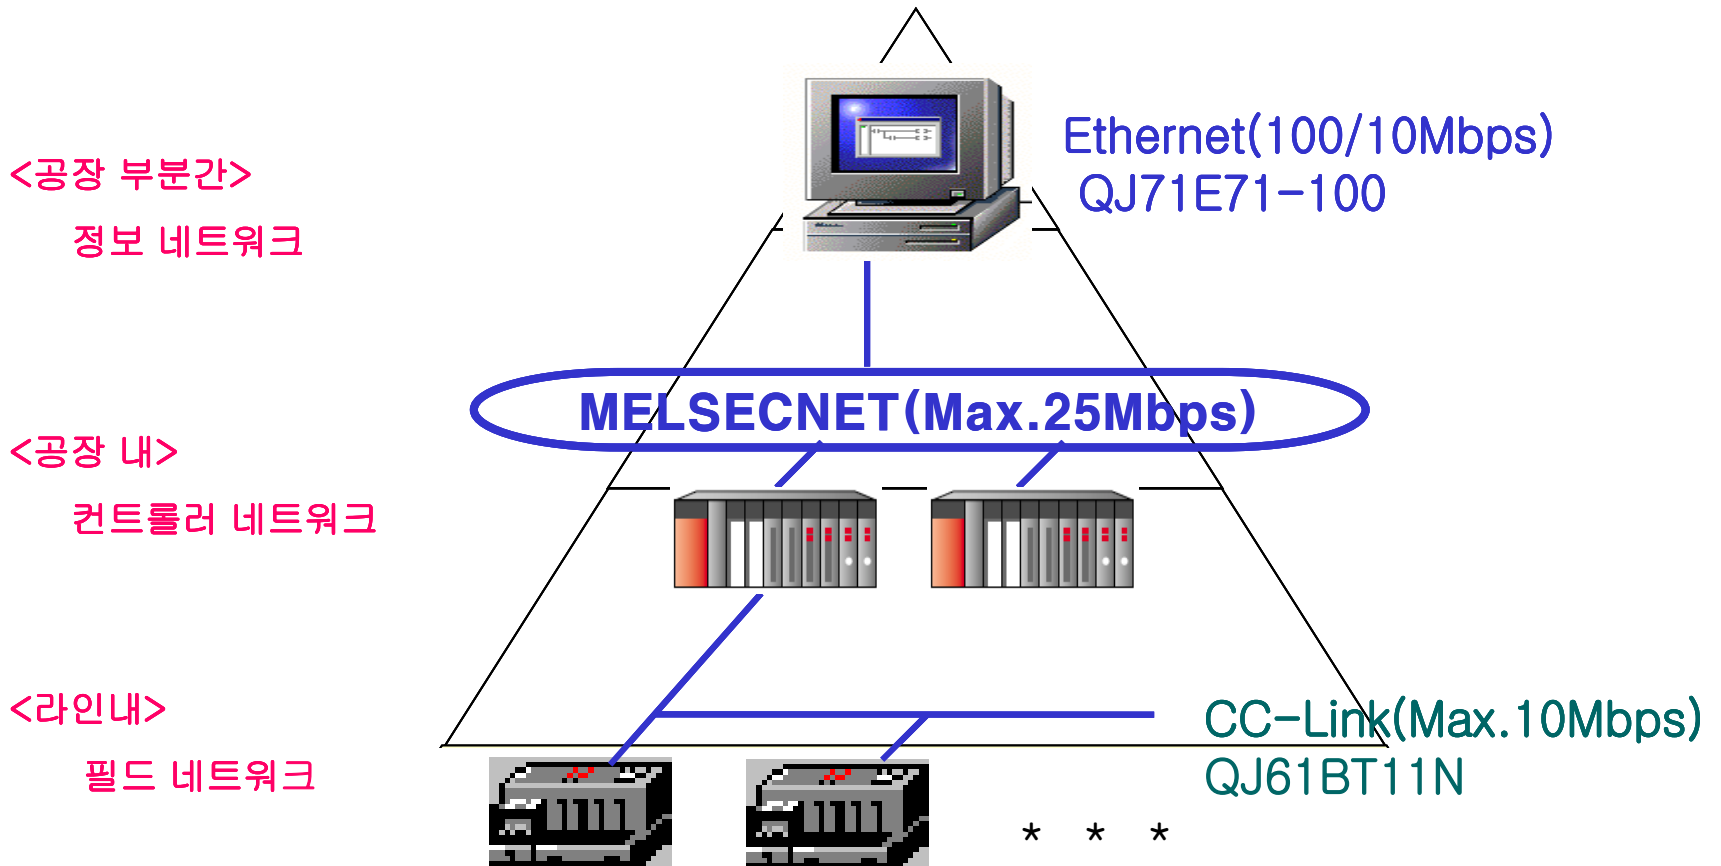 Ethernet(100/10Mbps)
QJ71E71-100
<공장 부분간>
정보 네트워크
MELSECNET(Max.25Mbps)
<공장 내>
컨트롤러 네트워크
<라인내>
필드 네트워크
CC-Link(Max.10Mbps)
QJ61BT11N
* * *